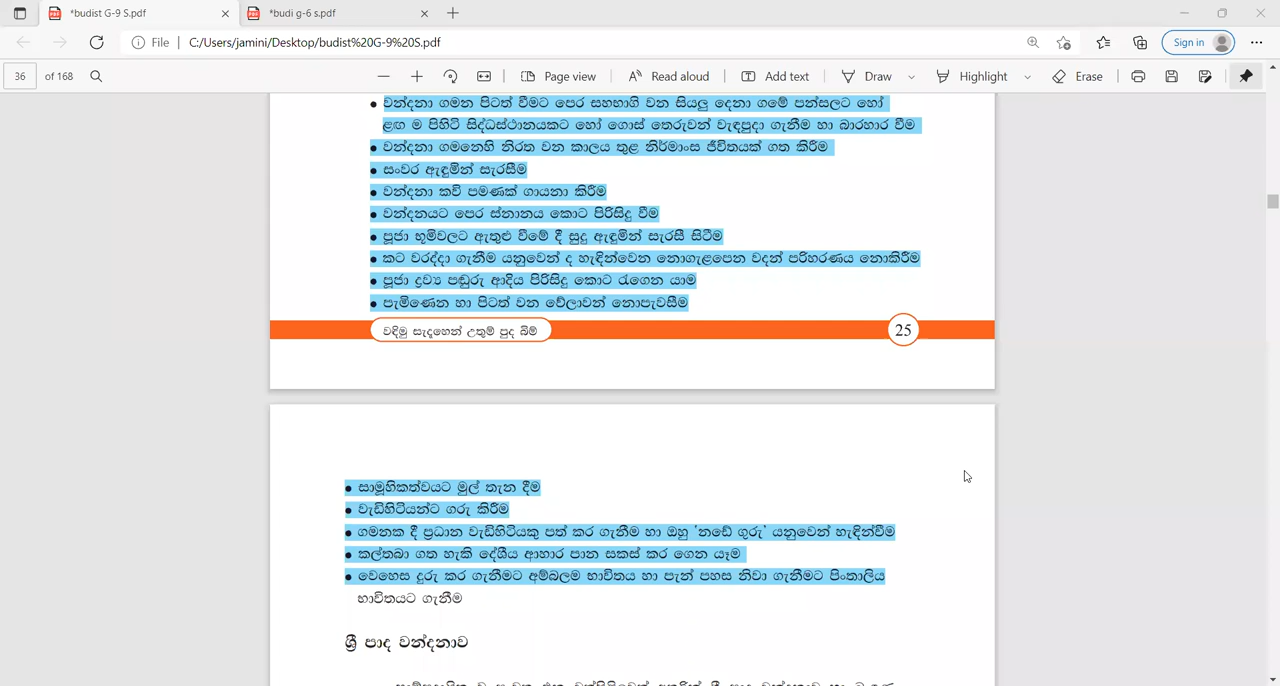 *budist G-9 S.pdf
*budi g-6 s.pdf
File
C:/Users/jamini/Desktop/budist%20G-9%20S.pdf
Sign in
36 of 168
Page view
Read aloud
Add text
Draw
Highlight
Erase
• වන්දනා ගමන පිටත් වීමට පෙර සහභාගි වන සියලු දෙනා ගමේ පන්සලට හෝ
ළඟ ම පිහිටි සිද්ධස්ථානයකට හෝ ගොස් තෙරුවන් වැඳපුදා ගැනීම හා බාරහාර වීම
• වන්දනා ගමනෙහි නිරත වන කාලය තුළ නිර්මාංස ජීවිතයක් ගත කිරීම
• සංවර ඇඳුමින් සැරසීම
• වන්දනා කවි පමණක් ගායනා කිරීම
• වන්දනයට පෙර ස්නානය කොට පිරිසිදු වීම
• පූජා භූමිවලට ඇතුළු වීමේ දී සුදු ඇඳුමින් සැරසී සිටීම
• කට වරද්දා ගැනීම යනුවෙන් ද හැඳින්වෙන නොගැළපෙන වදන් පරිහරණය නොකිරීම
• පූජා ද්‍රව්‍ය පඬුරු ආදිය පිරිසිදු කොට රැගෙන යාම
• පැමිණෙන හා පිටත් වන වේලාවන් නොපැවසීම
වඳිමු සැදැහෙන් උතුම් පුද බිම් 25
• සාමූහිකත්වයට මුල් තැන දීම
• වැඩිහිටියන්ට ගරු කිරීම
• ගමනක දී ප්‍රධාන වැඩිහිටියකු පත් කර ගැනීම හා ඔහු ‘නඩේ ගුරු’ යනුවෙන් හැඳින්වීම
• කල්තබා ගත හැකි දේශීය ආහාර පාන සකස් කර ගෙන යෑම
• වෙහෙස දුරු කර ගැනීමට අම්බලම භාවිතය හා පැන් පහස නිවා ගැනීමට පිංතාලිය
භාවිතයට ගැනීම
ශ්‍රී පාද වන්දනාව